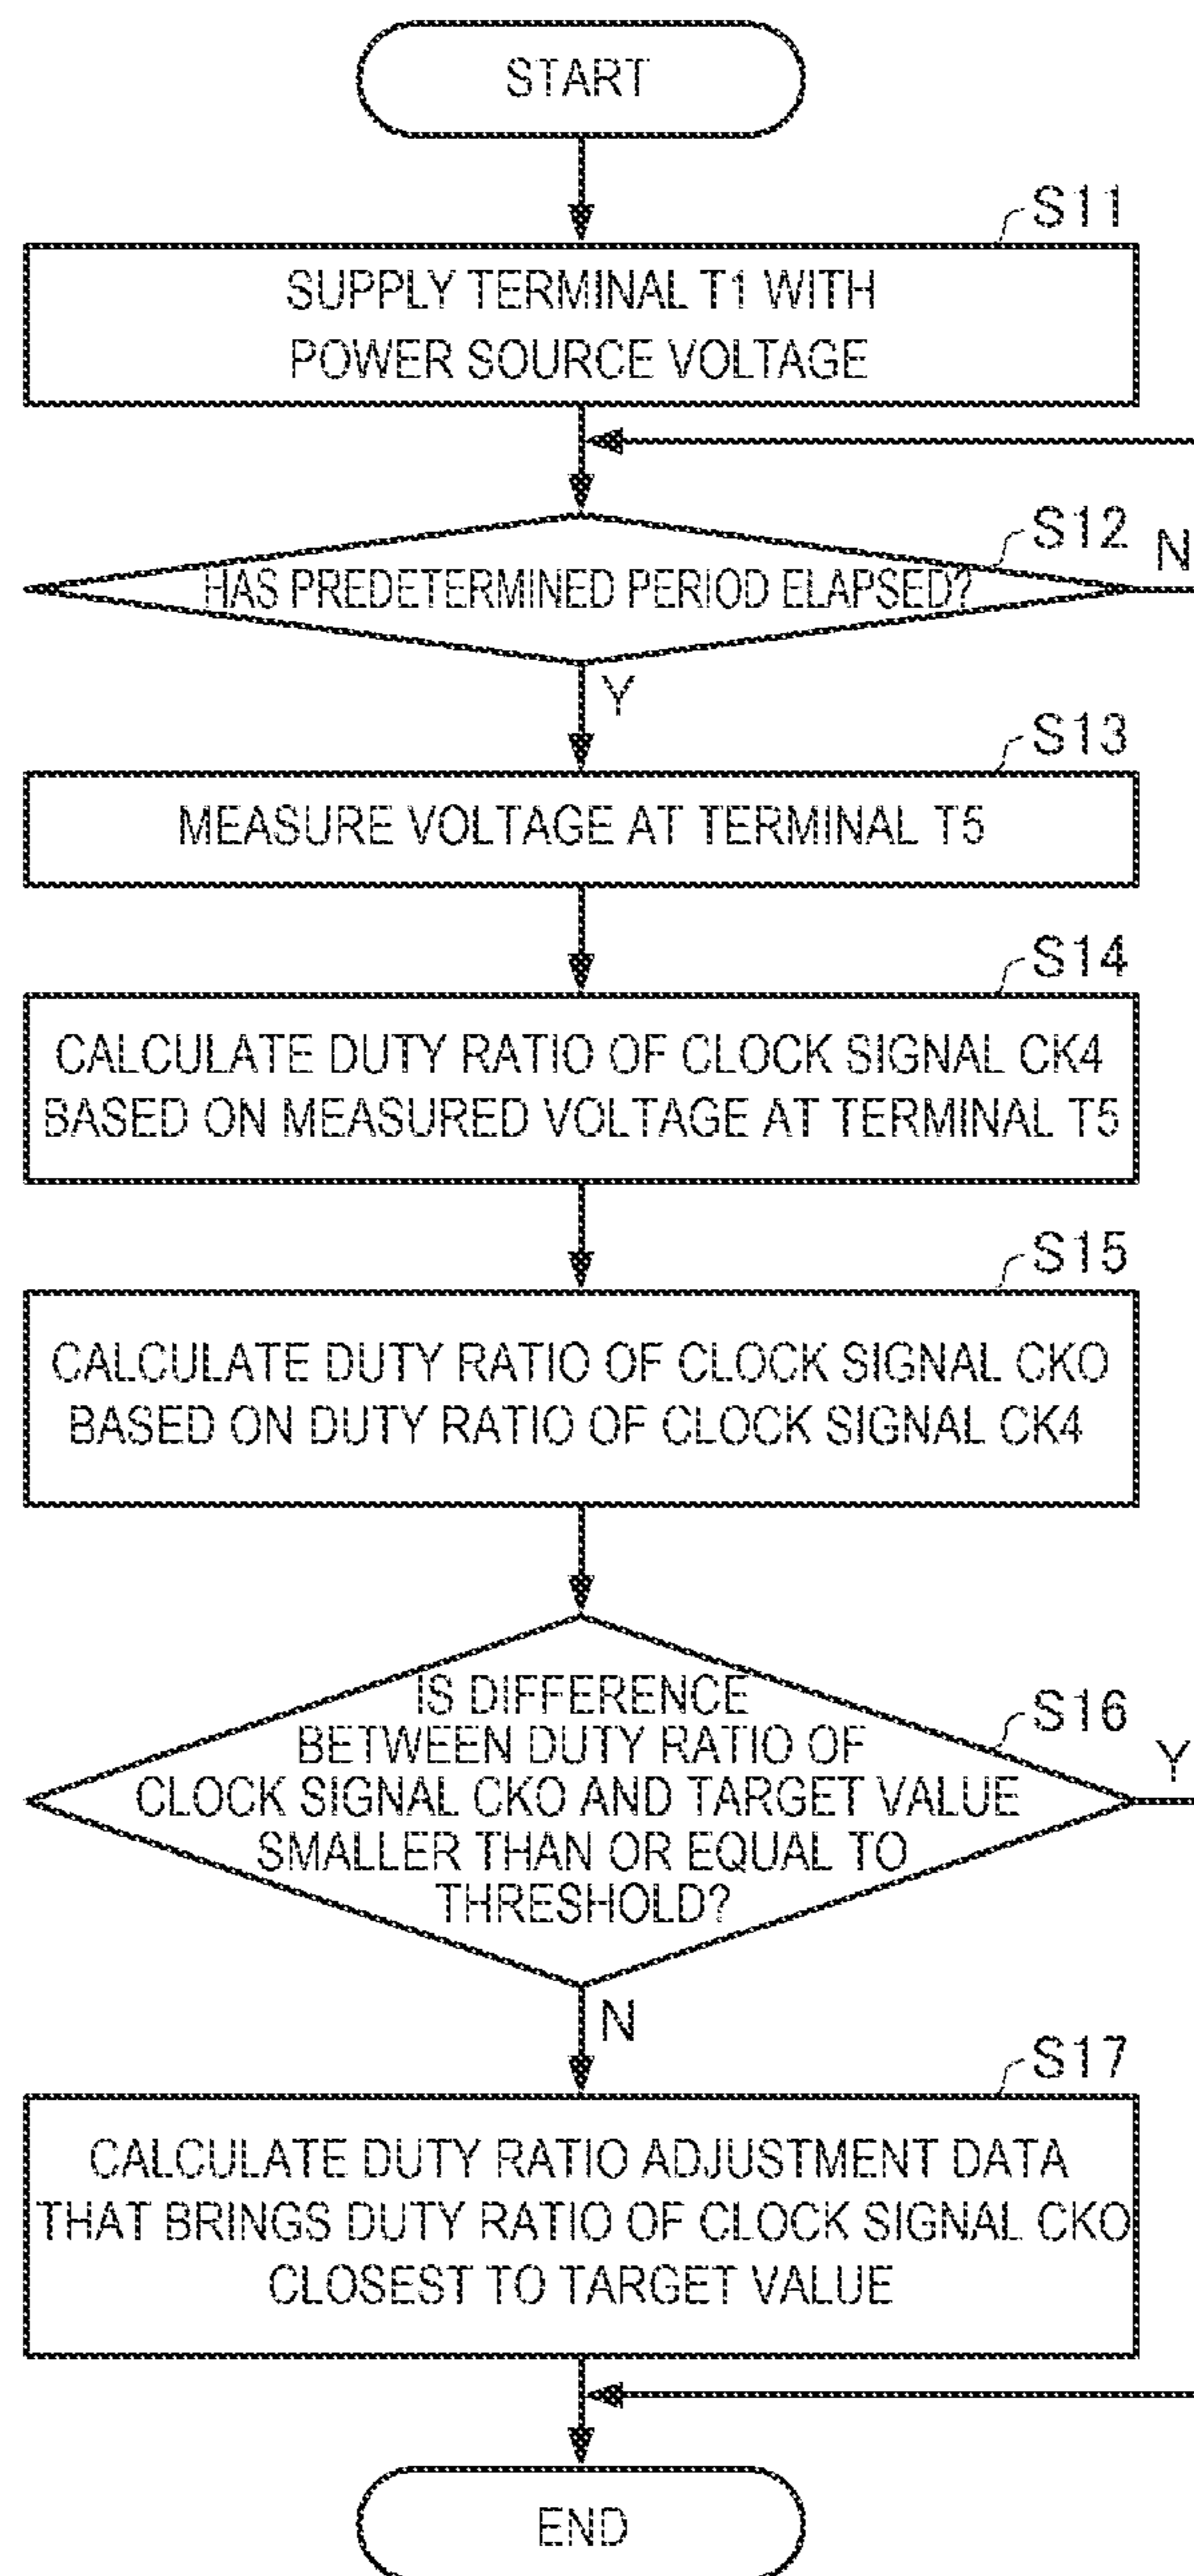 START
S11
SUPPLY TERMINAL T1 WITH
POWER SOURCE VOLTAGE
S12
N
HAS PREDETERMINED PERIOD ELAPSED?
Y
S13
MEASURE VOLTAGE AT TERMINAL T5
S14
CALCULATE DUTY RATIO OF CLOCK SIGNAL CK4
BASED ON MEASURED VOLTAGE AT TERMINAL T5
S15
CALCULATE DUTY RATIO OF CLOCK SIGNAL CKO
BASED ON DUTY RATIO OF CLOCK SIGNAL CK4
S16
Y
IS DIFFERENCE
BETWEEN DUTY RATIO OF
CLOCK SIGNAL CKO AND TARGET VALUE
SMALLER THAN OR EQUAL TO
THRESHOLD?
N
S17
CALCULATE DUTY RATIO ADJUSTMENT DATA
THAT BRINGS DUTY RATIO OF CLOCK SIGNAL CKO
CLOSEST TO TARGET VALUE
END